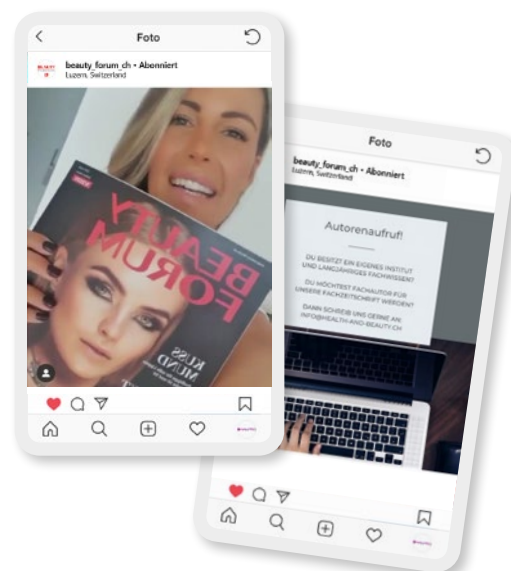 Foto
beauty_forum_ch • Abonniert
Luzern, Switzerland
BEAUTY
FORUM
KUSS
MUND
Foto
beauty_forum_ch • Abonniert
Luzern, Switzerland
Autorenaufruf!
DU BESITZT EIN EIGENES INSTITUT
UND LANGJÄHRIGES FACHWISSEN?
DU MÖCHTEST FACHAUTOR FÜR
UNSERE FACHZEITSCHRIFT WERDEN?
DANN SCHREIB UNS GERNE AN:
INFO@HEALTH-AND-BEAUTY.CH